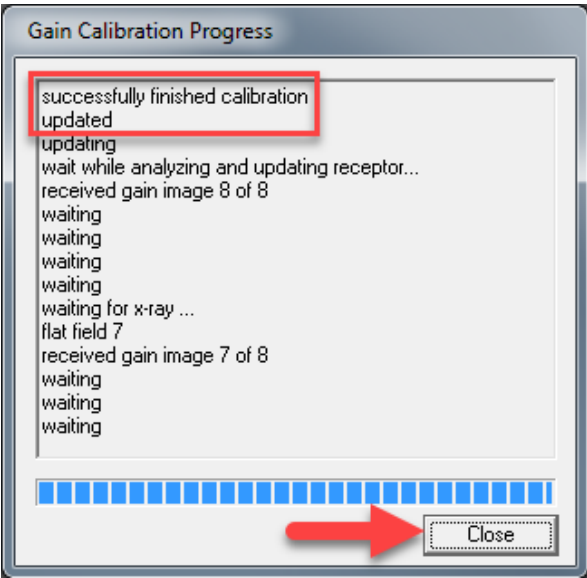 Gain Calibration Progress
successfully finished calibration
updated
updating
wait while analyzing and updating receptor...
received gain image 8 of 8
waiting
waiting
waiting
waiting
waiting for x-ray ...
flat field 7
received gain image 7 of 8
waiting
waiting
waiting
Close